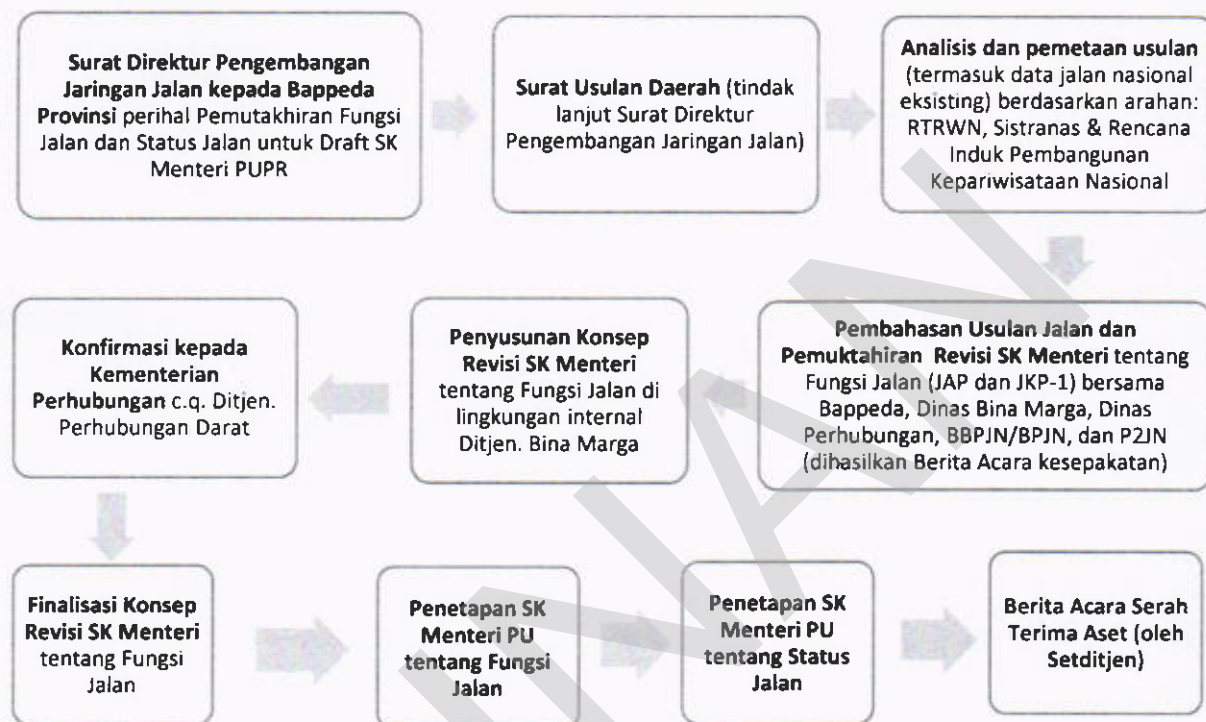 Surat Direktur Pengembangan
Jaringan Jalan kepada Bappeda
Provinsi perihal Pemutakhiran Fungsi
Jalan dan Status Jalan untuk Draft SK
Menteri PUPR
Surat Usulan Daerah (tindak
lanjut Surat Direktur
Pengembangan Jaringan Jalan)
Analisis dan pemetaan usulan
(termasuk data jalan nasional
eksisting) berdasarkan arahan:
RTRWN, Sistranas & Rencana
Induk Pembangunan
Kepariwisataan Nasional
Pembahasan Usulan Jalan dan
Pemuktahiran Revisi SK Menteri tentang
Fungsi Jalan (JAP dan JKP-1) bersama
Bappeda, Dinas Bina Marga, Dinas
Perhubungan, BBPJN/BPJN, dan P2JN
(dihasilkan Berita Acara kesepakatan)
Penyusunan Konsep
Revisi SK Menteri
tentang Fungsi Jalan di
lingkungan internal
Ditjen. Bina Marga
Konfirmasi kepada
Kementerian
Perhubungan c.q. Ditjen.
Perhubungan Darat
Finalisasi Konsep
Revisi SK Menteri
tentang Fungsi
Jalan
Penetapan SK
Menteri PU
tentang Fungsi
Jalan
Penetapan SK
Menteri PU
tentang Status
Jalan
Berita Acara Serah
Terima Aset (oleh
Setditjen)